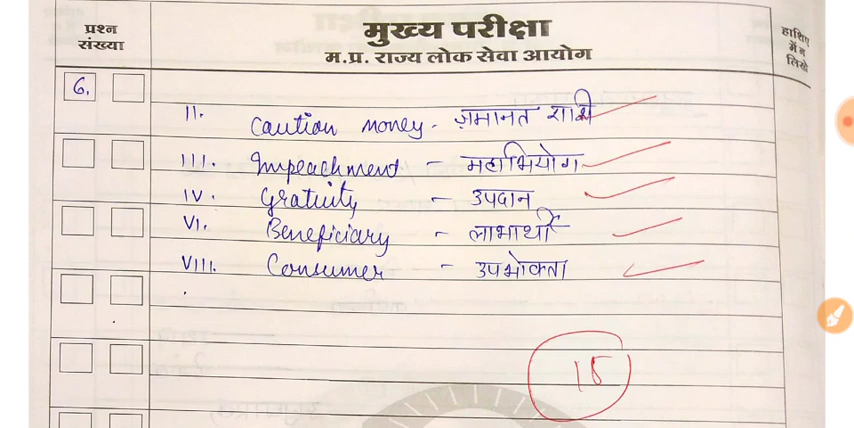 प्रश्न
संख्या
मुख्य परीक्षा
म.प्र. राज्य लोक सेवा आयोग
हाशिए
में न
लिखे
6.
II. Caution money - ज़मानत राशी
III. Impeachment - महाभियोग
IV. Gratuity - उपदान
VI. Beneficiary - लाभार्थी
VIII. Consumer - उपभोक्ता
15